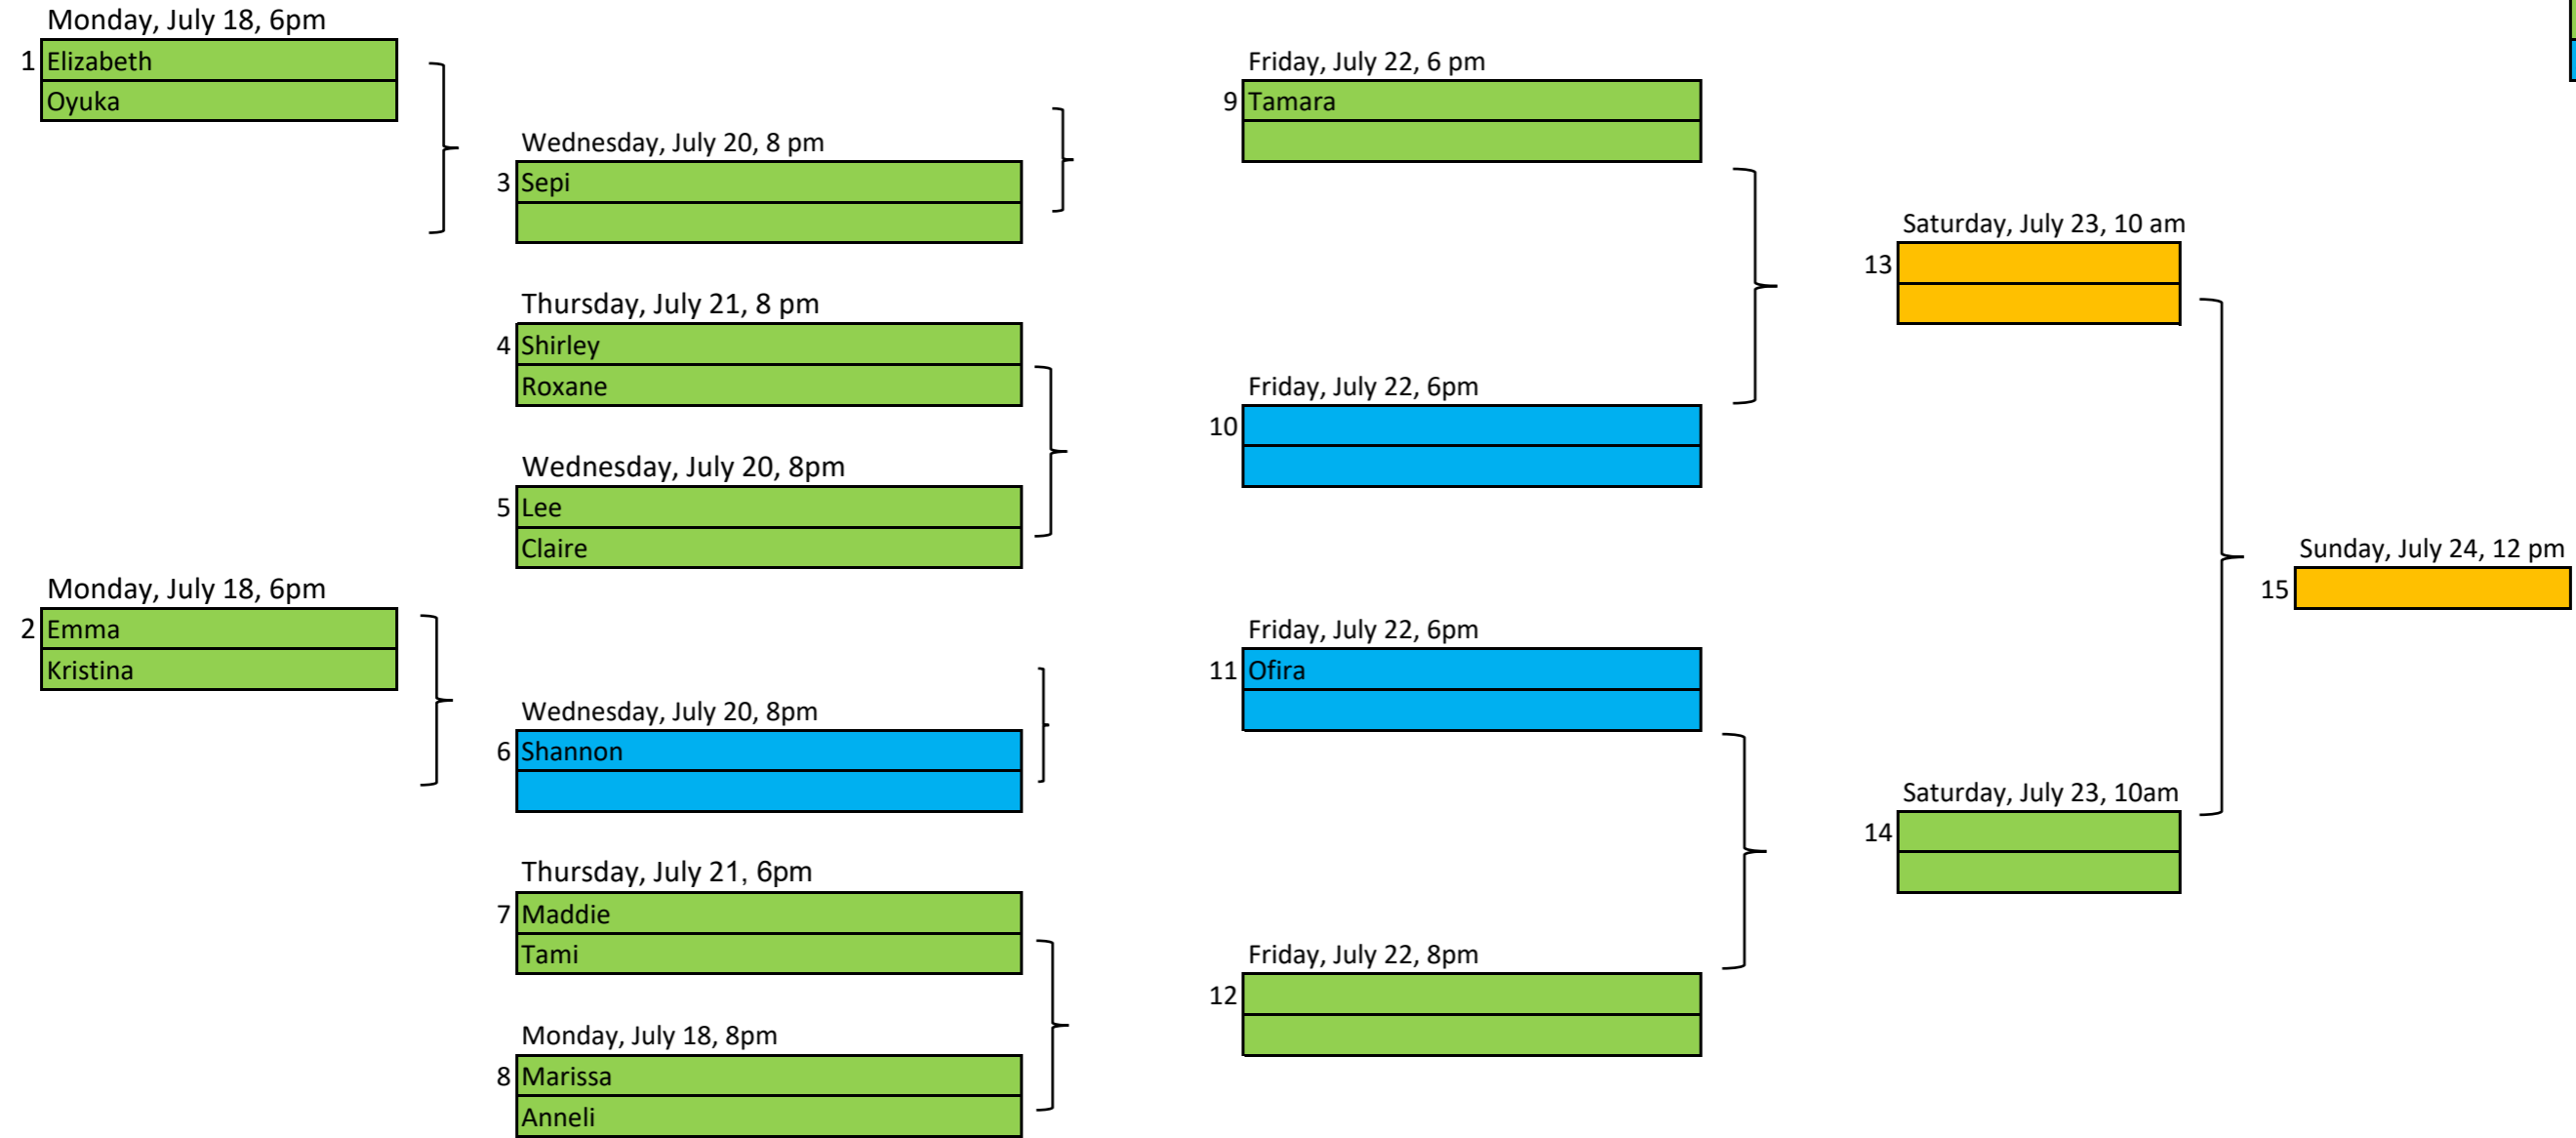 Monday, July 18, 6pm
1 Elizabeth
Oyuka
Wednesday, July 20, 8 pm
3 Sepi
Thursday, July 21, 8 pm
4 Shirley
Roxane
Wednesday, July 20, 8pm
5 Lee
Claire
Monday, July 18, 6pm
2 Emma
Kristina
Wednesday, July 20, 8pm
6 Shannon
Thursday, July 21, 6pm
7 Maddie
Tami
Monday, July 18, 8pm
8 Marissa
Anneli
Friday, July 22, 6 pm
9 Tamara
Friday, July 22, 6pm
10
Friday, July 22, 6pm
11 Ofira
Friday, July 22, 8pm
12
Saturday, July 23, 10 am
13
Saturday, July 23, 10am
14
Sunday, July 24, 12 pm
15